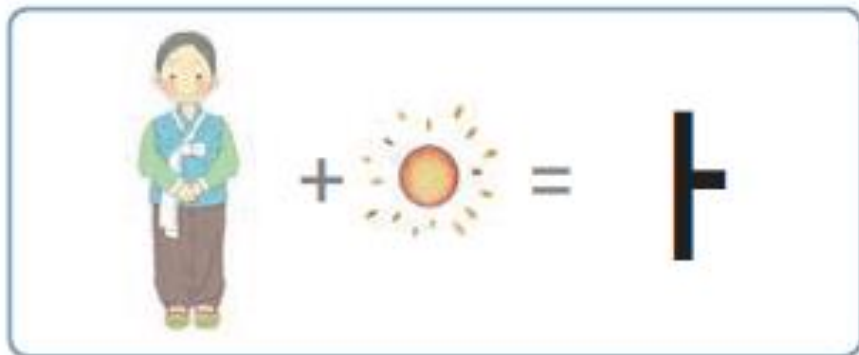 + = ㅏ